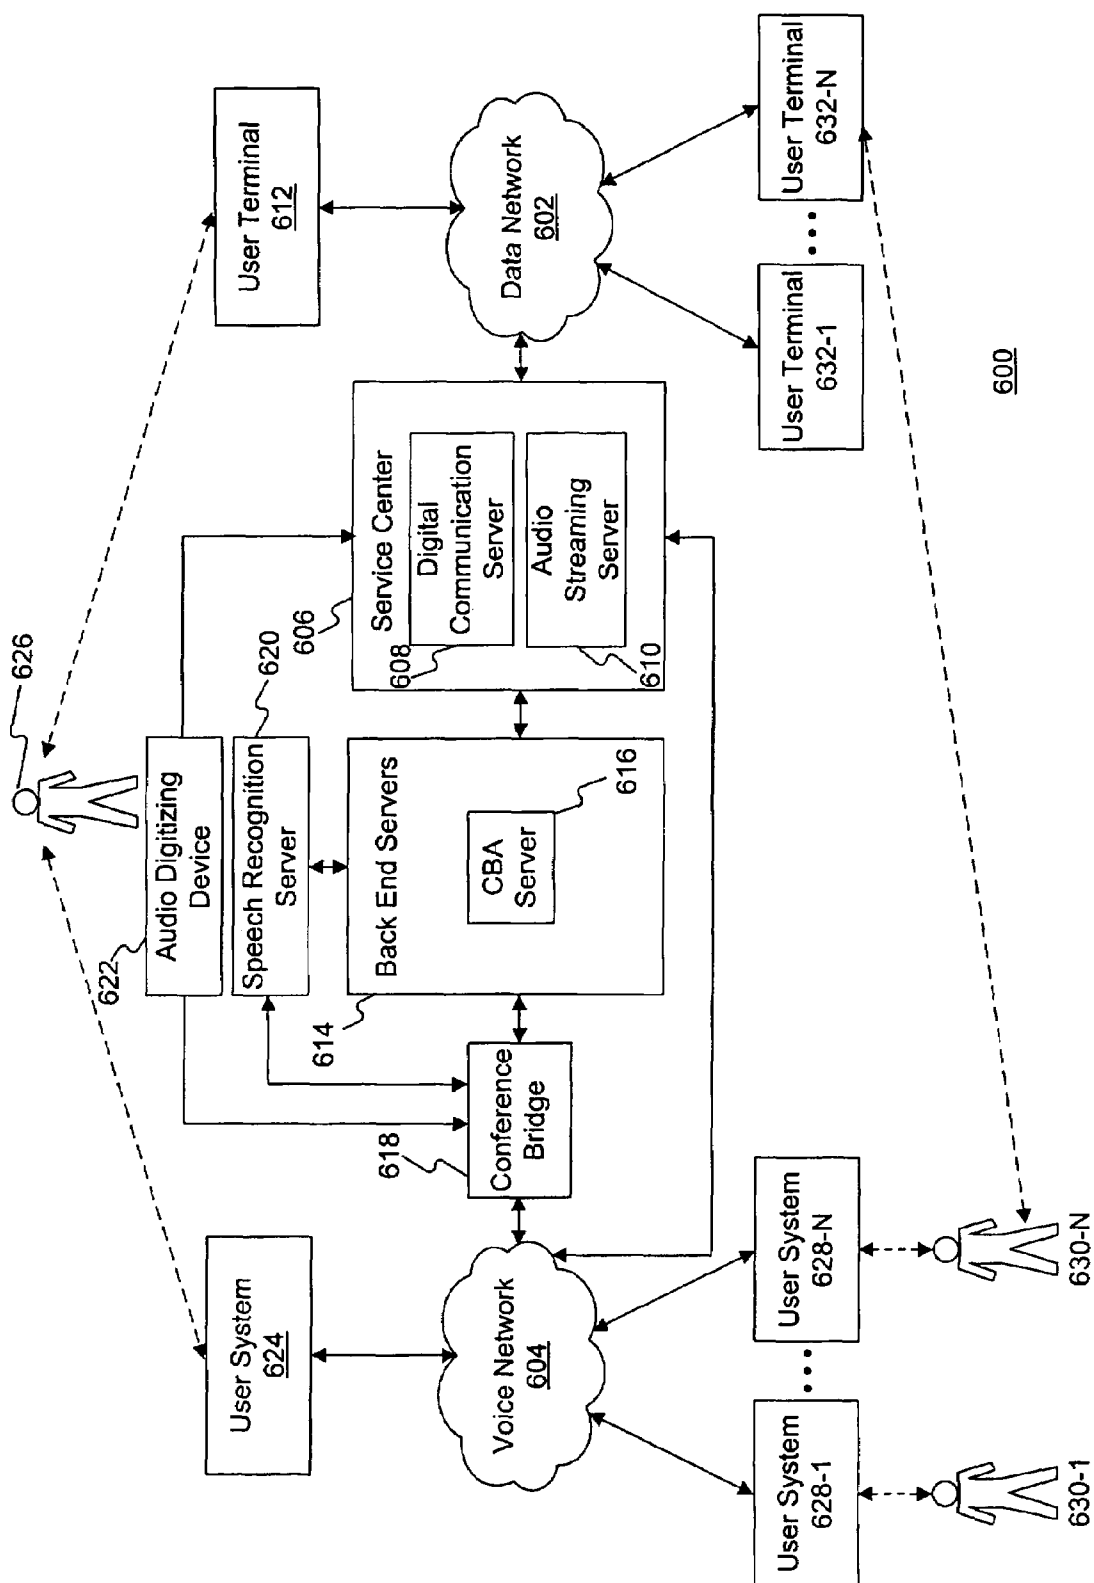 626
User System
624
Audio Digitizing
Device
622
Speech Recognition
Server
620
User Terminal
612
Voice Network
604
618
Conference
Bridge
614
Back End Servers
CBA
Server
616
606
Service Center
608
Digital
Communication
Server
Audio
Streaming
Server
610
Data Network
602
User System
628-1
••••
User System
628-N
User Terminal
632-1
••••
User Terminal
632-N
630-1
630-N
600